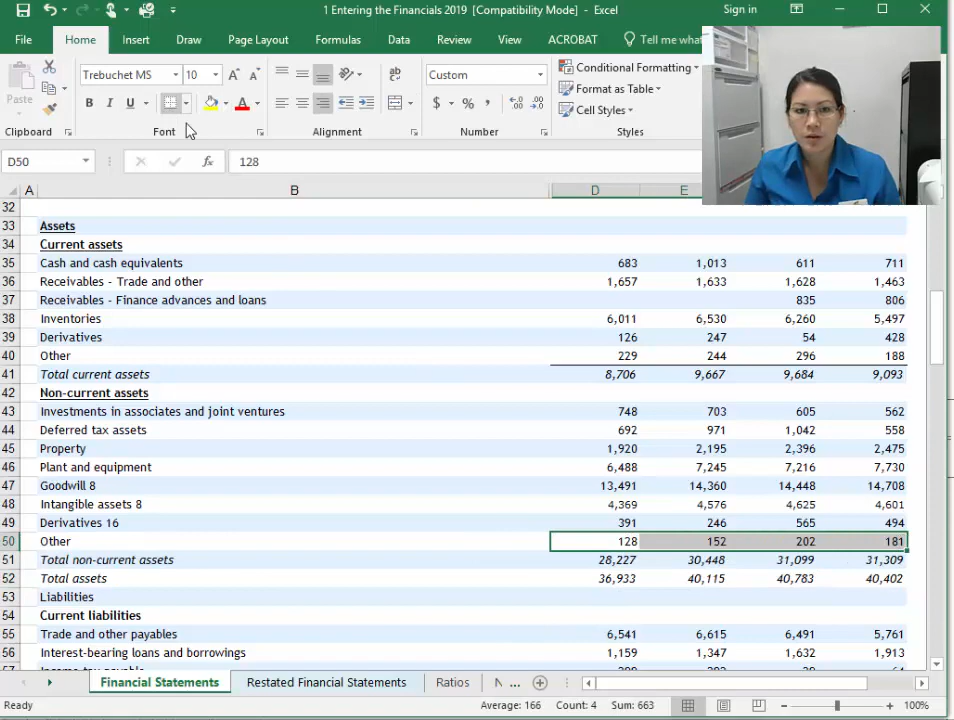 1 Entering the Financials 2019 [Compatibility Mode] - Excel Sign in
File Home Insert Draw Page Layout Formulas Data Review View ACROBAT Tell me what
Trebuchet MS 10 A A ab Custom Conditional Formatting
Paste B I U A $ % , Format as Table
Cell Styles
Clipboard Font Alignment Number Styles
D50 fx 128
A B D E
32
33 Assets
34 Current assets
35 Cash and cash equivalents 683 1,013 611 711
36 Receivables - Trade and other 1,657 1,633 1,628 1,463
37 Receivables - Finance advances and loans 835 806
38 Inventories 6,011 6,530 6,260 5,497
39 Derivatives 126 247 54 428
40 Other 229 244 296 188
41 Total current assets 8,706 9,667 9,684 9,093
42 Non-current assets
43 Investments in associates and joint ventures 748 703 605 562
44 Deferred tax assets 692 971 1,042 558
45 Property 1,920 2,195 2,396 2,475
46 Plant and equipment 6,488 7,245 7,216 7,730
47 Goodwill 8 13,491 14,360 14,448 14,708
48 Intangible assets 8 4,369 4,576 4,625 4,601
49 Derivatives 16 391 246 565 494
50 Other 128 152 202 181
51 Total non-current assets 28,227 30,448 31,099 31,309
52 Total assets 36,933 40,115 40,783 40,402
53 Liabilities
54 Current liabilities
55 Trade and other payables 6,541 6,615 6,491 5,761
56 Interest-bearing loans and borrowings 1,159 1,347 1,632 1,913
Financial Statements Restated Financial Statements Ratios ...
Ready Average: 166 Count: 4 Sum: 663 100%